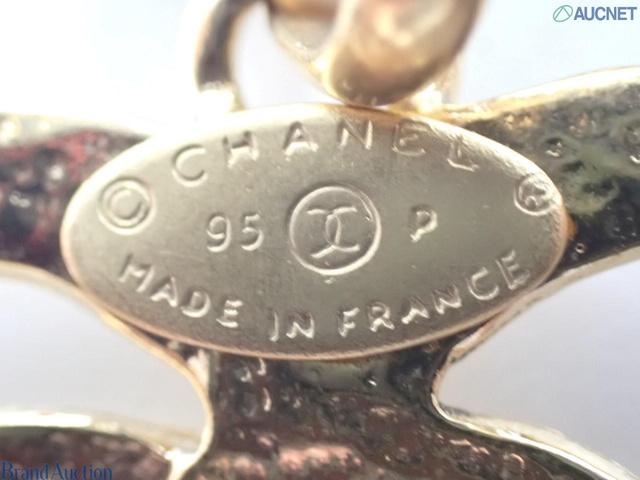 AUCNET
CHANEL
© 95 P ®
MADE IN FRANCE
Brand Auction